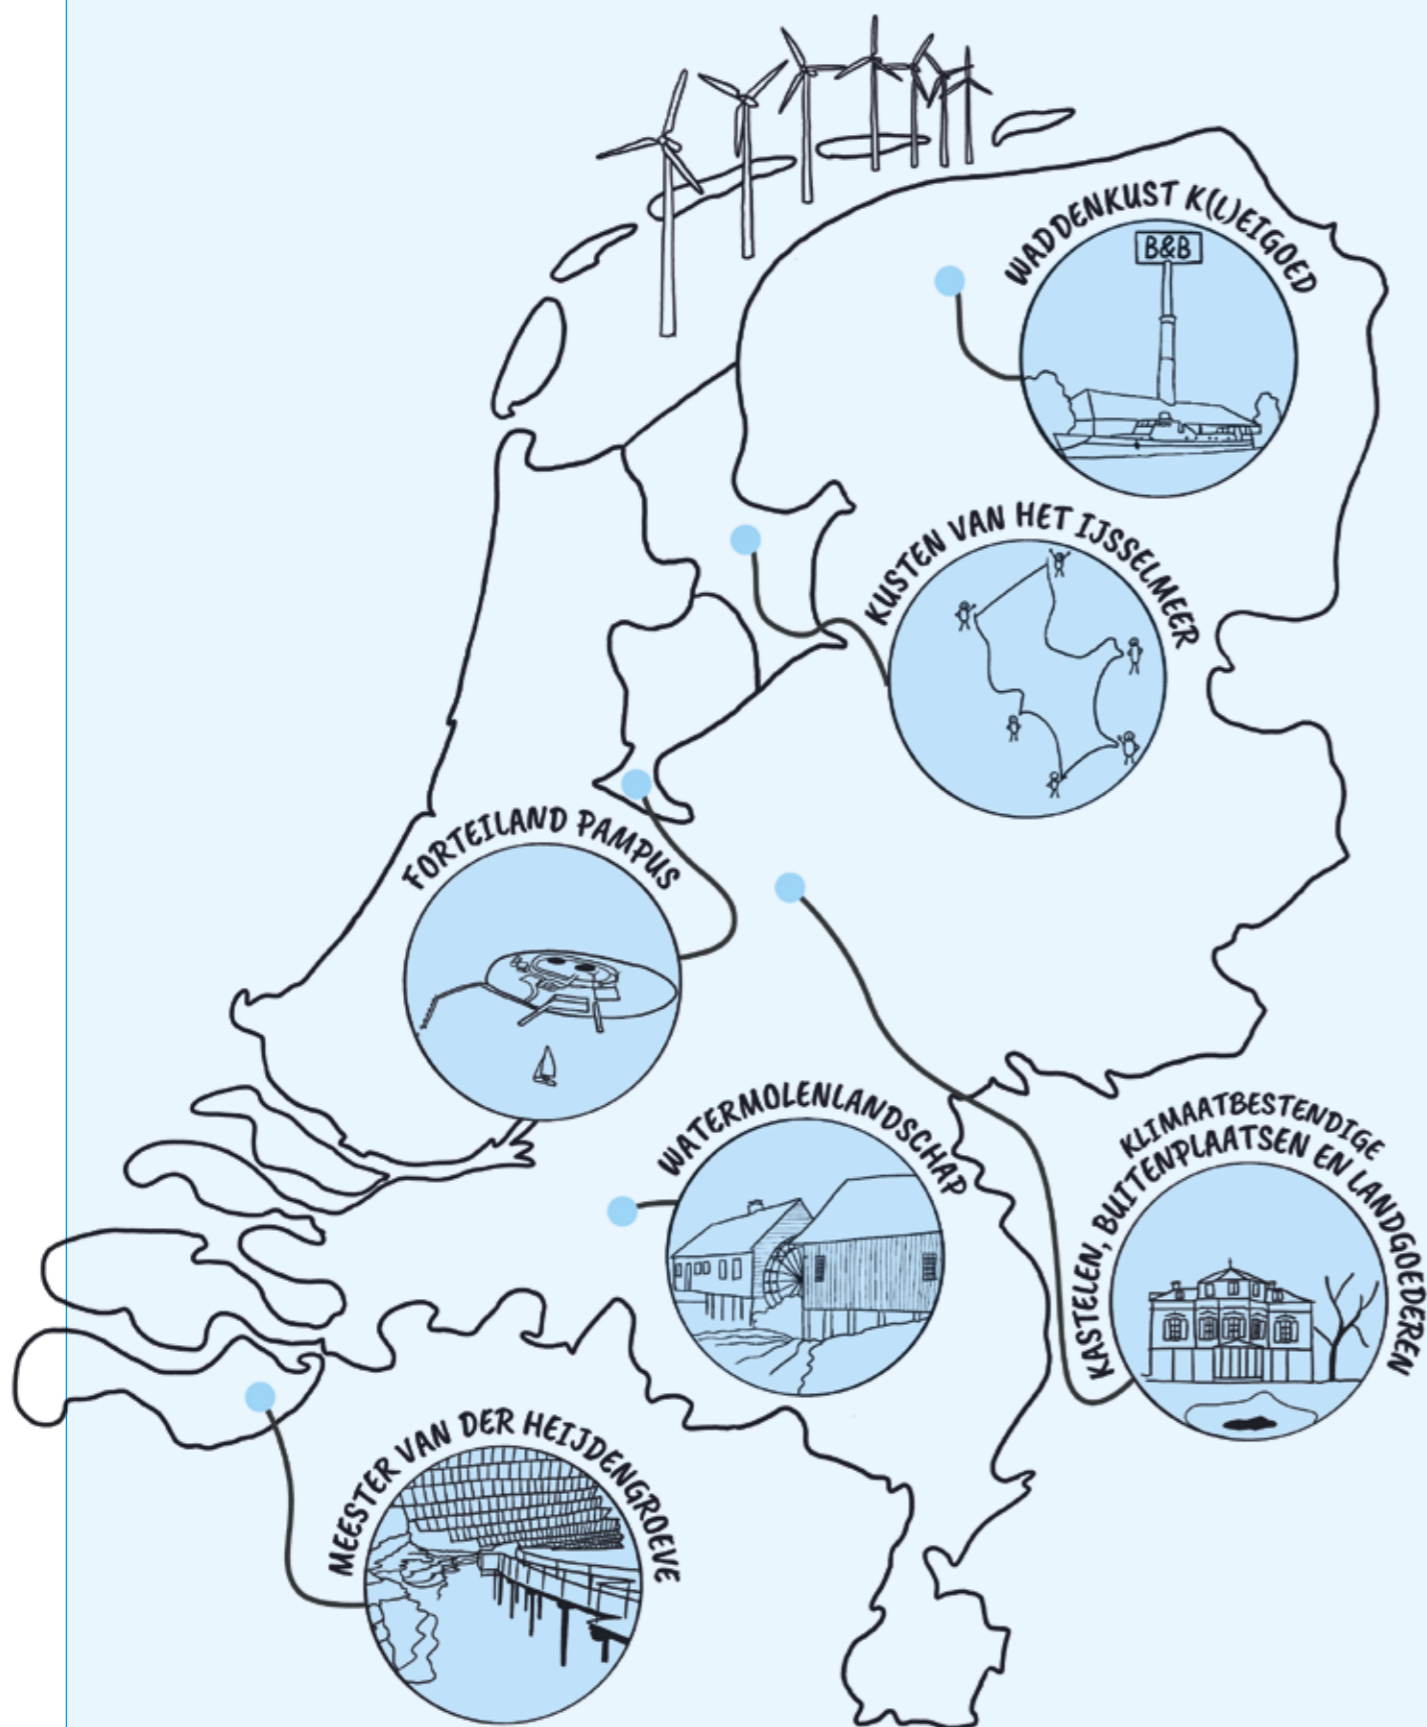 WADDENKUST K(L)EIGOED
B&B
KUSTEN VAN HET IJSSELMEER
FORTEILAND PAMPUS
WATERMOLENLANDSCHAP
KLIMAATBESTENDIGE
KASTELEN, BUITENPLAATSEN EN LANDGOEDEREN
MEESTER VAN DER HEIJDENGROEVE